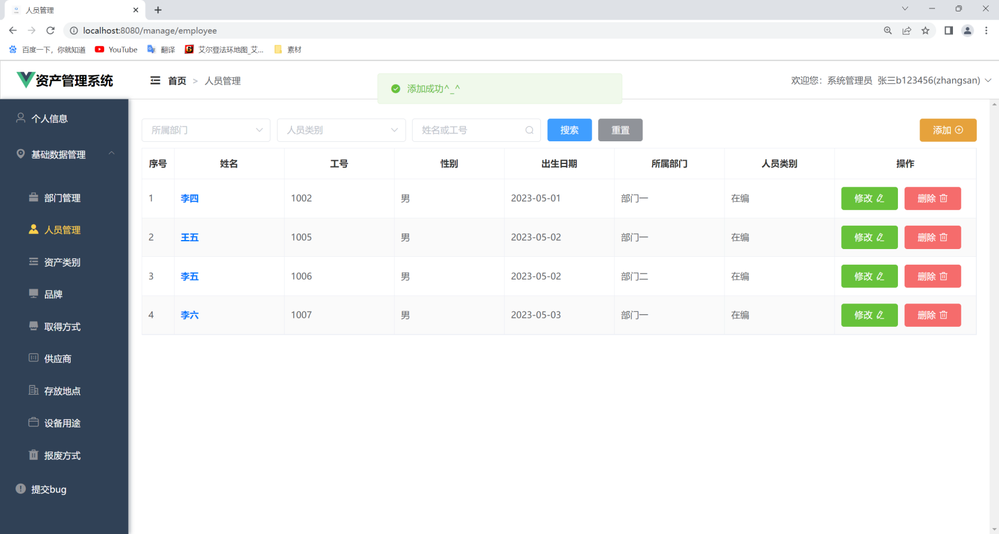 人员管理
localhost:8080/manage/employee
百度一下，你就知道 YouTube 翻译 艾尔登法环地图_艾... 素材
资产管理系统 首页 > 人员管理 添加成功^_^ 欢迎您：系统管理员 张三b123456(zhangsan)
个人信息
基础数据管理
部门管理
人员管理
资产类别
品牌
取得方式
供应商
存放地点
设备用途
报废方式
提交bug
所属部门 人员类别 姓名或工号 搜索 重置 添加
序号 姓名 工号 性别 出生日期 所属部门 人员类别 操作
1 李四 1002 男 2023-05-01 部门一 在编 修改 删除
2 王五 1005 男 2023-05-02 部门一 在编 修改 删除
3 李五 1006 男 2023-05-02 部门二 在编 修改 删除
4 李六 1007 男 2023-05-03 部门一 在编 修改 删除